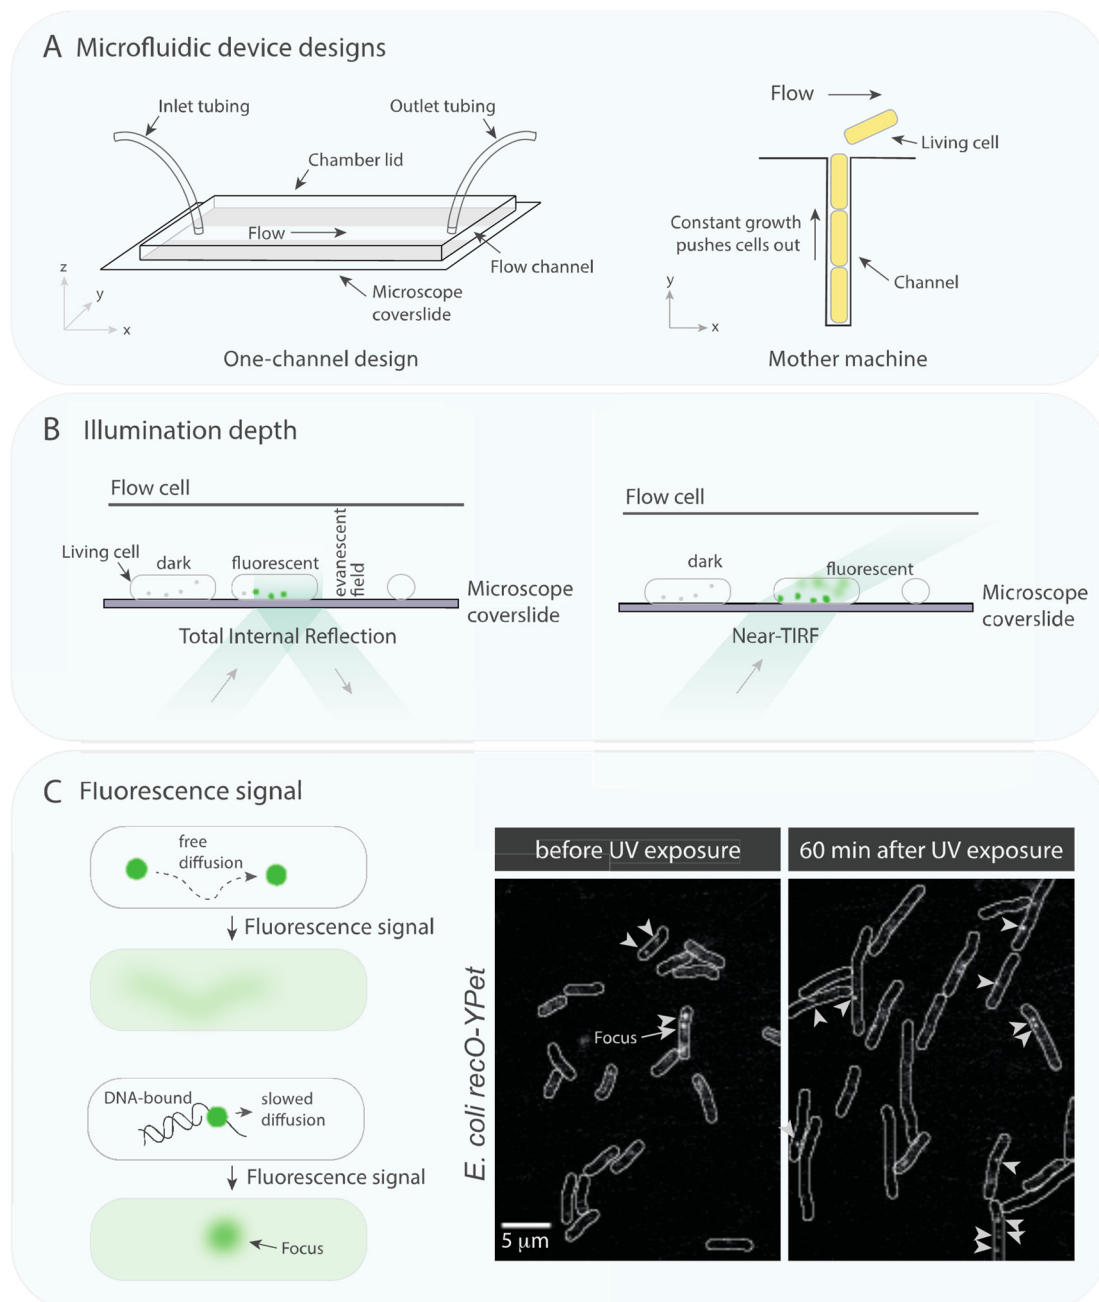 A Microfluidic device designs
Inlet tubing
Outlet tubing
Chamber lid
Flow
Flow channel
Microscope
coverslide
z
y
x
One-channel design
Flow
Living cell
Constant growth
pushes cells out
Channel
y
x
Mother machine
B Illumination depth
Flow cell
Living cell
dark
fluorescent
evanescent
field
Microscope
coverslide
Total Internal Reflection
Flow cell
dark
fluorescent
Microscope
coverslide
Near-TIRF
C Fluorescence signal
free
diffusion
Fluorescence signal
DNA-bound
slowed
diffusion
Fluorescence signal
Focus
before UV exposure
60 min after UV exposure
E. coli recO-YPet
Focus
5 μm